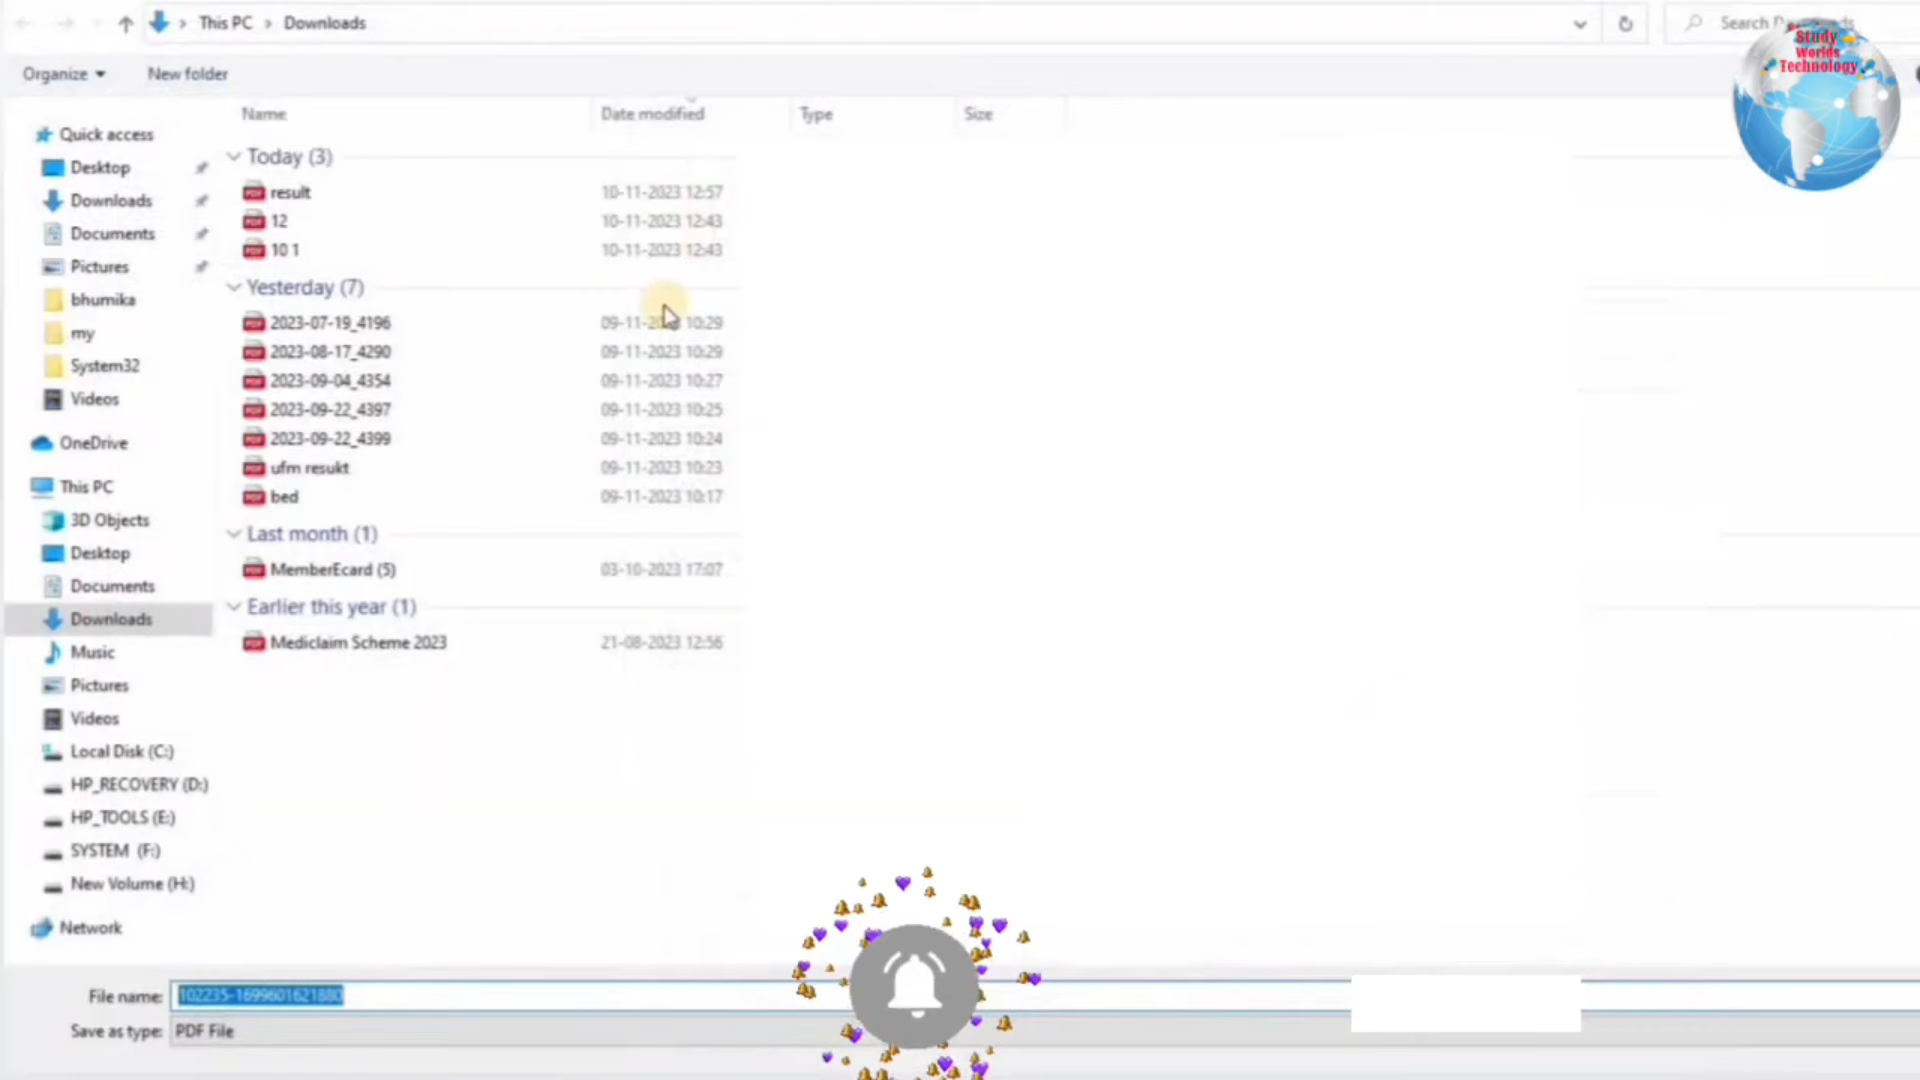 This PC > Downloads
Search
Study
Worlds
Technology
Organize
New folder
Name
Date modified
Type
Size
Quick access
Desktop
Downloads
Documents
Pictures
bhumika
my
System32
Videos
OneDrive
This PC
3D Objects
Desktop
Documents
Downloads
Music
Pictures
Videos
Local Disk (C:)
HP_RECOVERY (D:)
HP_TOOLS (E:)
SYSTEM (F:)
New Volume (H:)
Network
Today (3)
result 10-11-2023 12:57
12 10-11-2023 12:43
10 1 10-11-2023 12:43
Yesterday (7)
2023-07-19_4196 09-11- 10:29
2023-08-17_4290 09-11-2023 10:29
2023-09-04_4354 09-11-2023 10:27
2023-09-22_4397 09-11-2023 10:25
2023-09-22_4399 09-11-2023 10:24
ufm resukt 09-11-2023 10:23
bed 09-11-2023 10:17
Last month (1)
MemberEcard (5) 03-10-2023 17:07
Earlier this year (1)
Mediclaim Scheme 2023 21-08-2023 12:56
File name: 102235-1699601621880
Save as type: PDF File